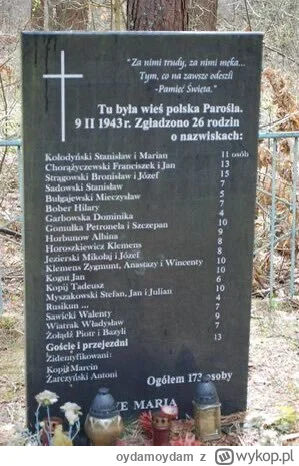 "Za nimi trudy, za nimi męka...
Tym, co na zawsze odeszli
-Pamięć Święta."
Tu była wieś polska Parośla.
9 II 1943 r. Zgładzono 26 rodzin
o nazwiskach:
Kołodyński Stanisław i Marian 11 osób
Chorążyczewski Franciszek i Jan 13
Strągowski Bronisław i Józef 15
Sadowski Stanisław 7
Bułgajewski Mieczysław 5
Bober Hilary 7
Garbowska Dominika 4
Gomułka Petronela i Szczepan 10
Horbunow Albina 9
Horoszkiewicz Klemens 8
Jezierski Mikołaj i Józef 8
Klemens Zygmunt, Anastazy i Wincenty 10
Kogut Jan 10
Kopij Tadeusz 6
Myszakowski Stefan, Jan i Julian 10
Rusikun ... 4
Sawicki Walenty 7
Wiatrak Władysław 9
Żołądź Piotr i Bazyli 7
Goście i przejezdni 13
Zidentyfikowani:
Kopij Marcin
Żarczyński Antoni
Ogółem 173 osoby
MARIA
oydamoydam z wykop.pl